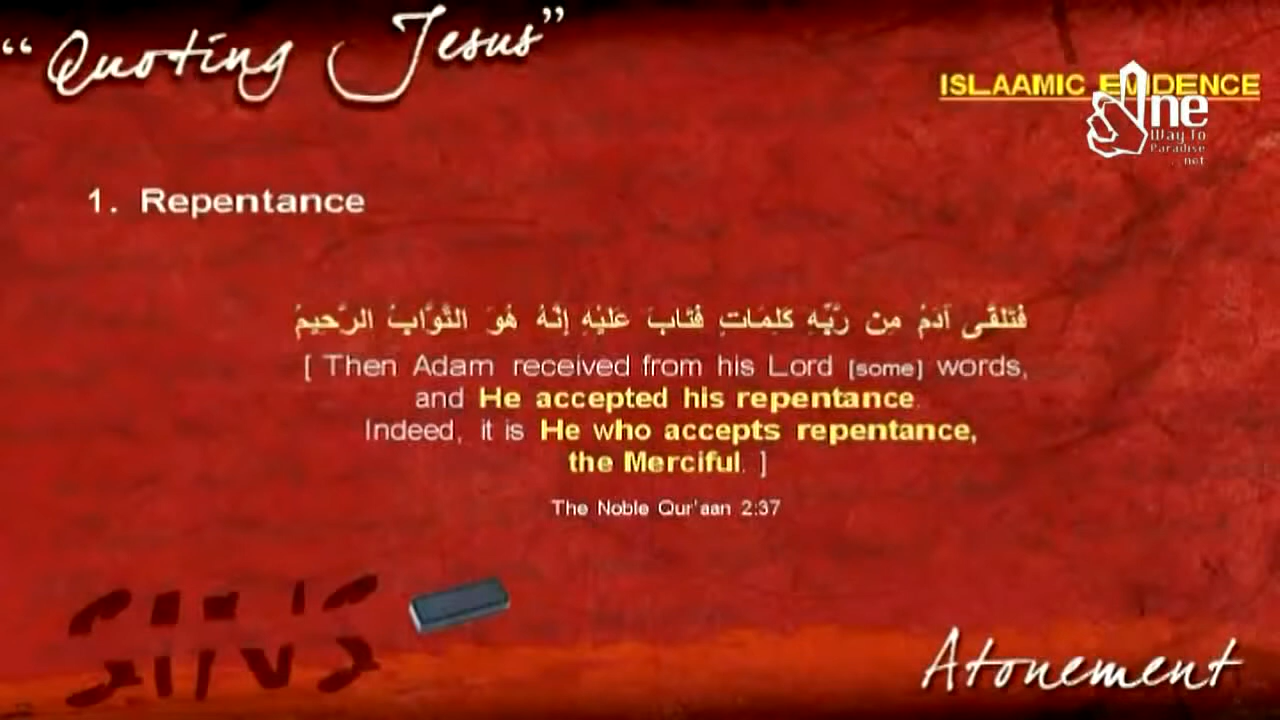 “Quoting Jesus”
ISLAAMIC EVIDENCE
One
Way To
Paradise
.net
1. Repentance
فَتَلَقَّى آدَمُ مِن رَّبِّهِ كَلِمَاتٍ فَتَابَ عَلَيْهِ إِنَّهُ هُوَ التَّوَّابُ الرَّحِيمُ
[ Then Adam received from his Lord [some] words,
and He accepted his repentance.
Indeed, it is He who accepts repentance,
the Merciful. ]
The Noble Qur'aan 2:37
SINS
Atonement